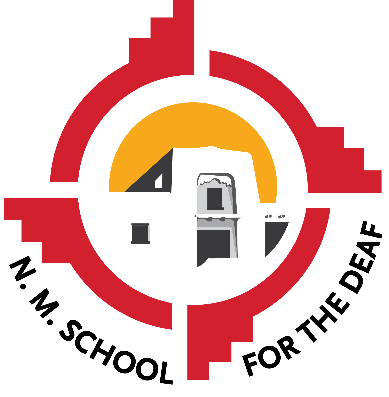 N. M. SCHOOL FOR THE DEAF